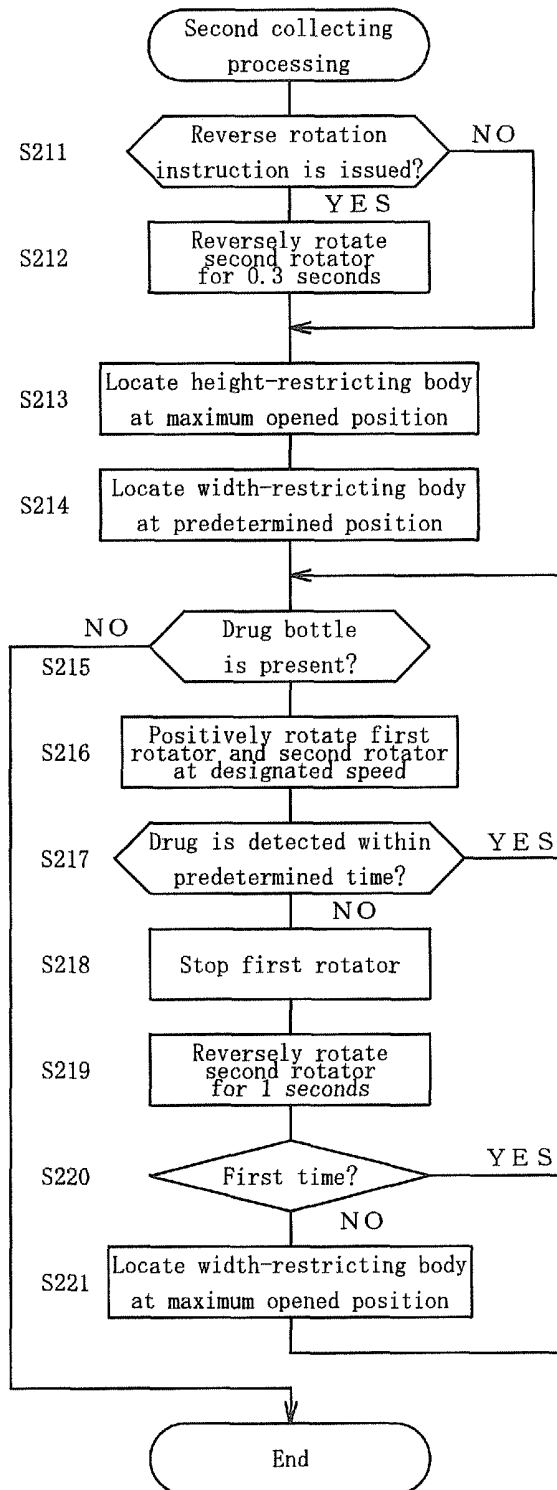 Second collecting
processing
S211
Reverse rotation
instruction is issued?
NO
YES
S212
Reversely rotate
second rotator
for 0.3 seconds
S213
Locate height-restricting body
at maximum opened position
S214
Locate width-restricting body
at predetermined position
NO
S215
Drug bottle
is present?
S216
Positively rotate first
rotator and second rotator
at designated speed
S217
Drug is detected within
predetermined time?
YES
NO
S218
Stop first rotator
S219
Reversely rotate
second rotator
for 1 seconds
S220
First time?
YES
NO
S221
Locate width-restricting body
at maximum opened position
End